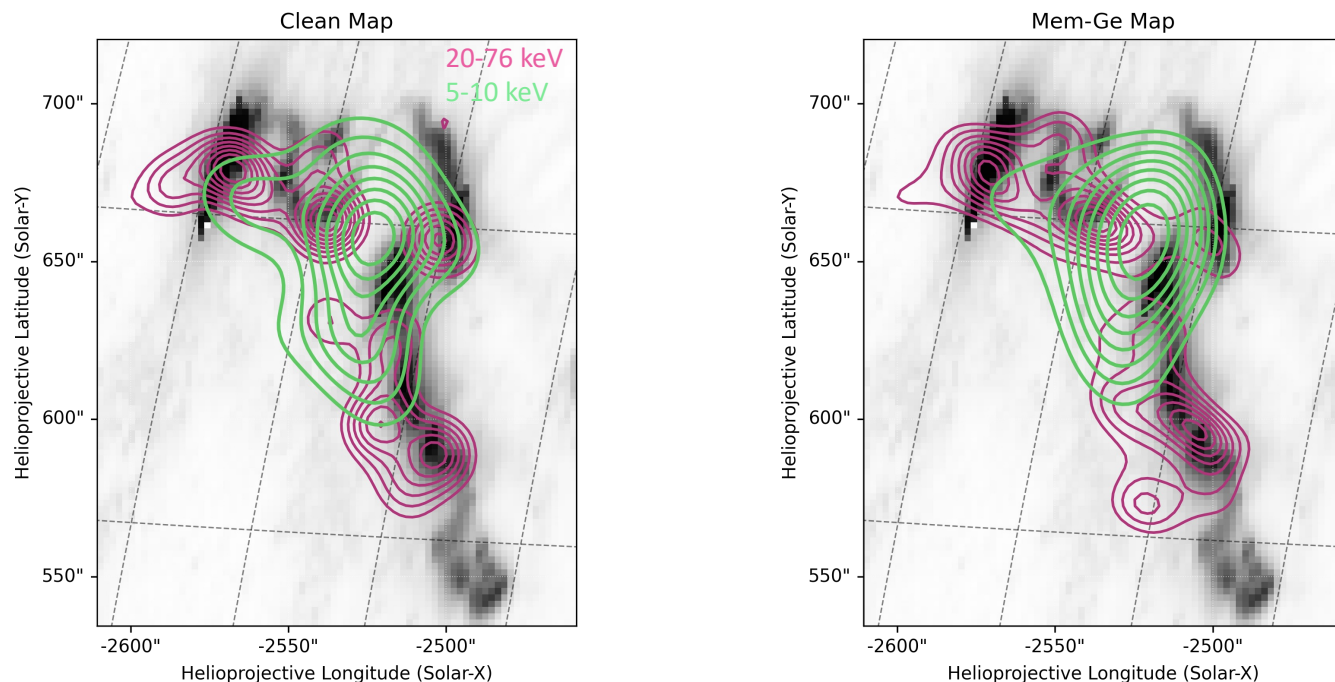 Clean Map
20-76 keV
5-10 keV
700"
650"
600"
550"
Helioprojective Latitude (Solar-Y)
-2600"
-2550"
-2500"
Helioprojective Longitude (Solar-X)
Mem-Ge Map
700"
650"
600"
550"
Helioprojective Latitude (Solar-Y)
-2600"
-2550"
-2500"
Helioprojective Longitude (Solar-X)